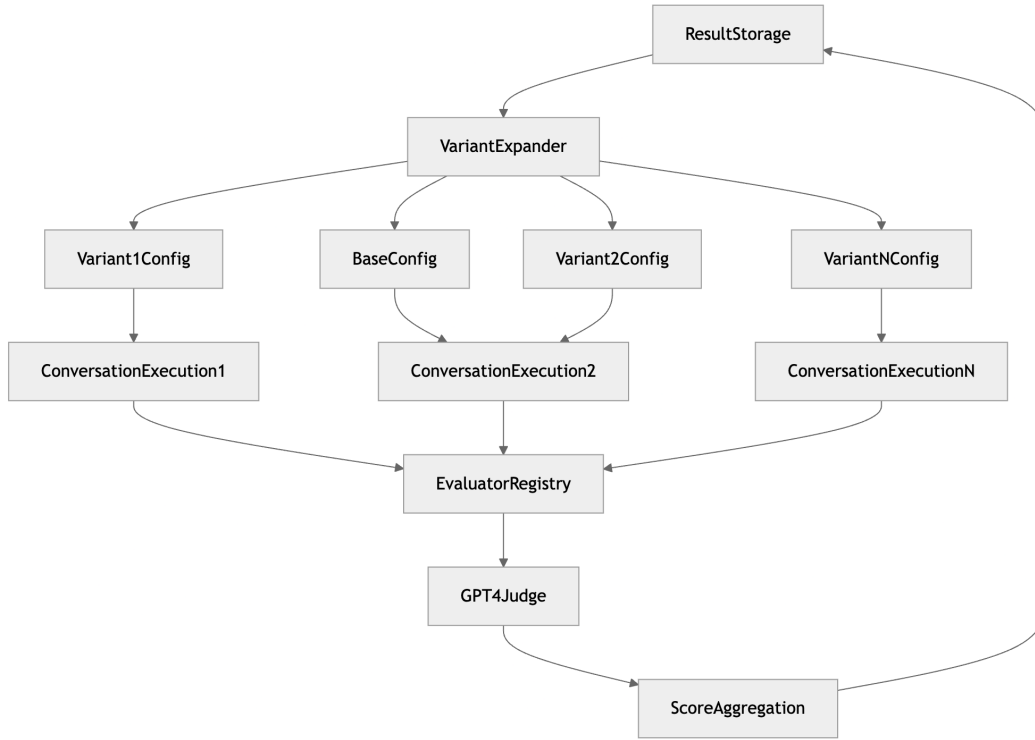 ResultStorage
VariantExpander
Variant1Config
BaseConfig
Variant2Config
VariantNConfig
ConversationExecution1
ConversationExecution2
ConversationExecutionN
EvaluatorRegistry
GPT4Judge
ScoreAggregation